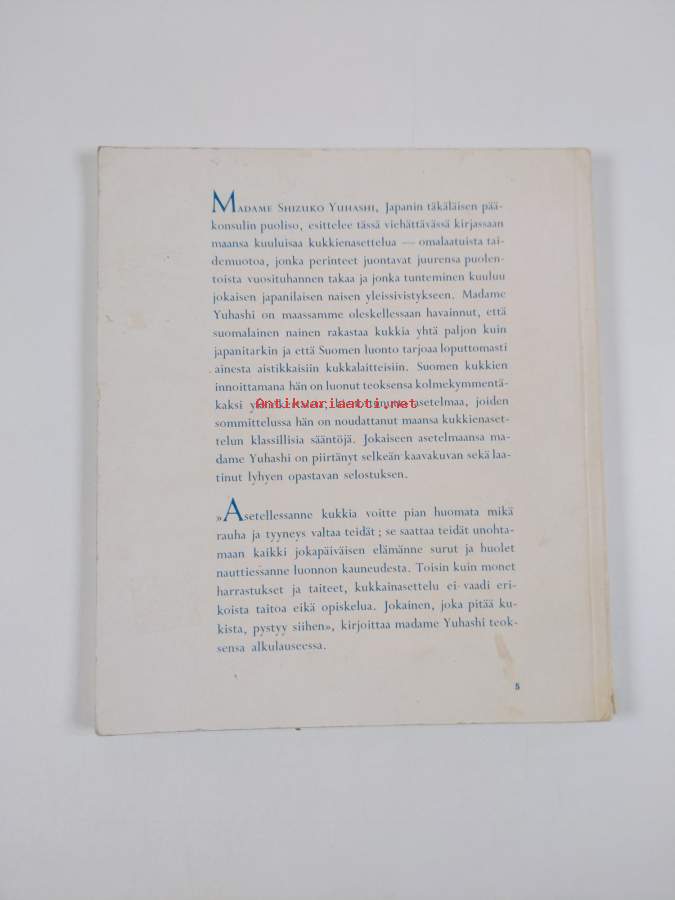 MADAME SHIZUKO YUHASHI, Japanin täkäläisen pää-
konsulin puoliso, esittelee tässä viehättävässä kirjassaan
maansa kuuluisaa kukkienasettelua — omalaatuista tai-
demuotoa, jonka perinteet juontavat juurensa puolen-
toista vuosituhannen takaa ja jonka tunteminen kuuluu
jokaisen japanilaisen naisen yleissivistykseen. Madame
Yuhashi on maassamme oleskellessaan havainnut, että
suomalainen nainen rakastaa kukkia yhtä paljon kuin
japanitarkin ja että Suomen luonto tarjoaa loputtomasti
ainesta aistikkaisiin kukkalaitteisiin. Suomen kukkien
innoittamana hän on luonut teoksensa kolmekymmentä-
kaksi asetelmaa, joiden
Antikvariaatti.net
sommittelussa hän on noudattanut maansa kukkienaset-
telun klassillisia sääntöjä. Jokaiseen asetelmaansa ma-
dame Yuhashi on piirtänyt selkeän kaavakuvan sekä laa-
tinut lyhyen opastavan selostuksen.
»Asetellessanne kukkia voitte pian huomata mikä
rauha ja tyyneys valtaa teidät; se saattaa teidät unohta-
maan kaikki jokapäiväisen elämänne surut ja huolet
nauttiessanne luonnon kauneudesta. Toisin kuin monet
harrastukset ja taiteet, kukkainasettelu ei vaadi eri-
koista taitoa eikä opiskelua. Jokainen, joka pitää ku-
kista, pystyy siihen», kirjoittaa madame Yuhashi teok-
sensa alkulauseessa.
5